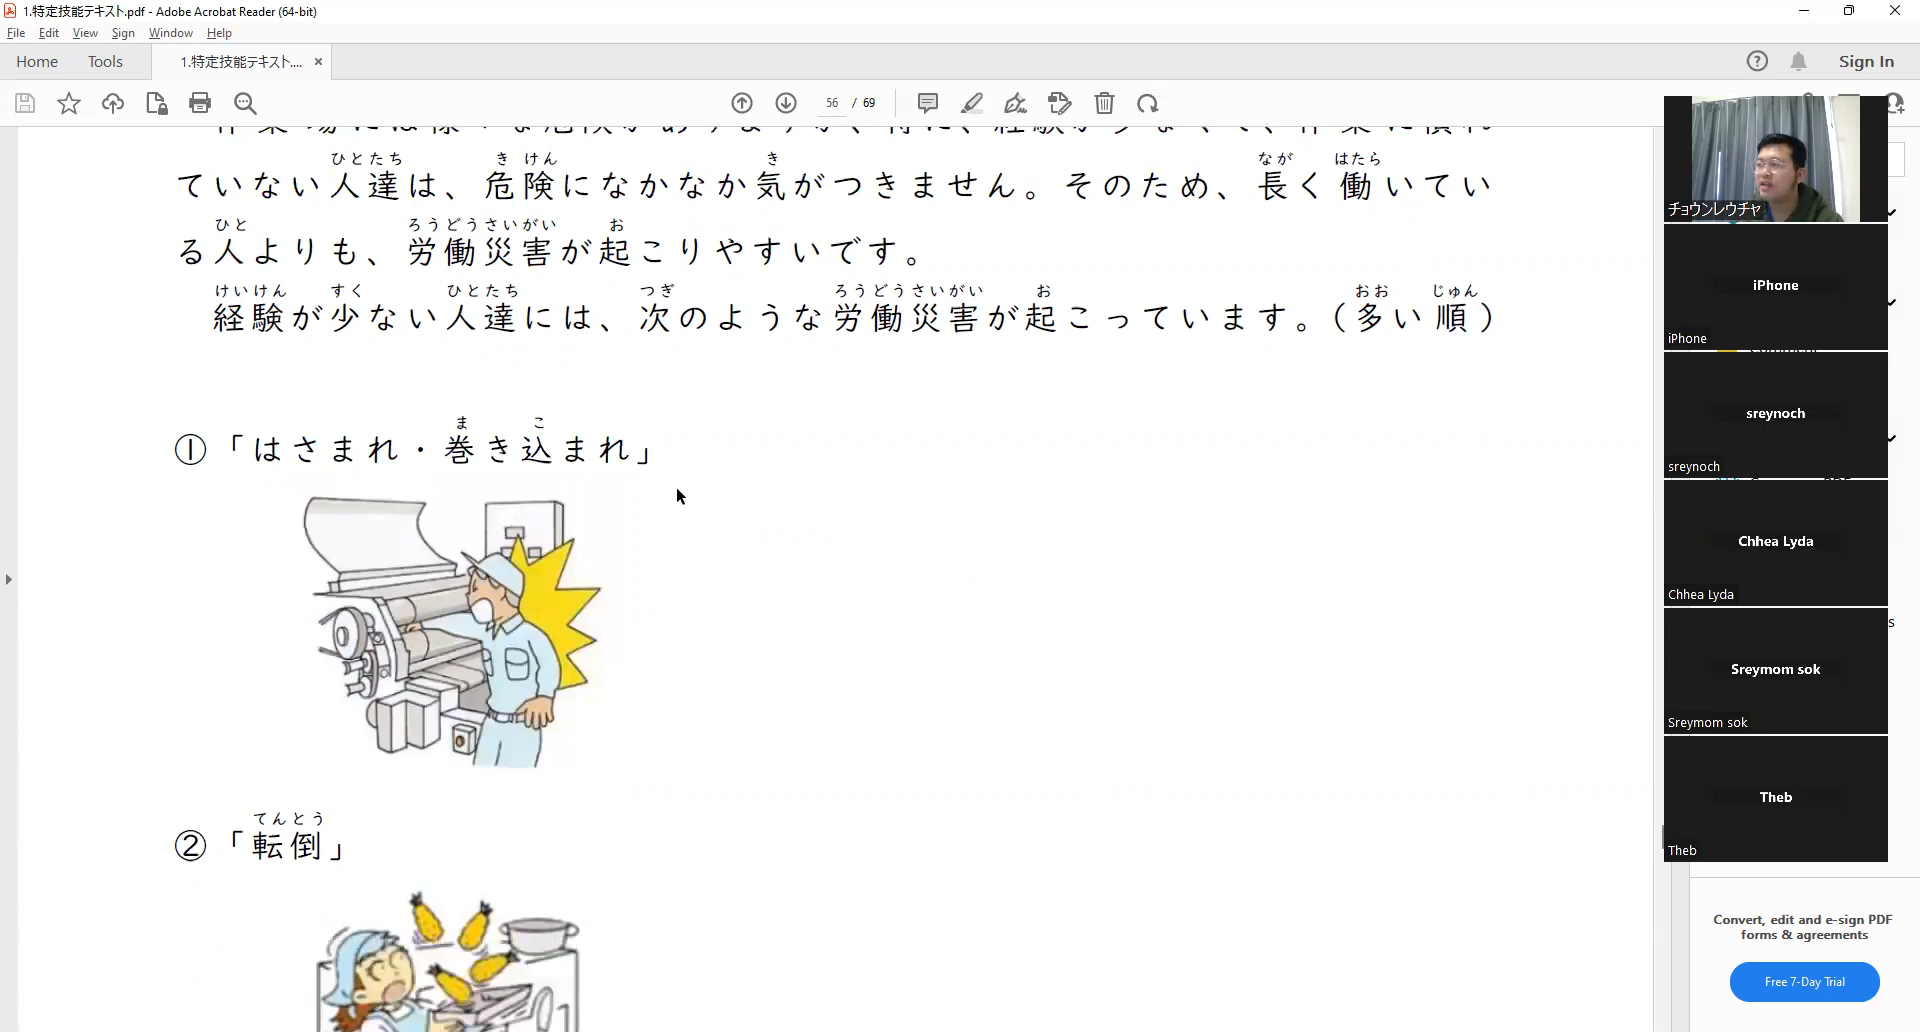 1.特定技能テキスト.pdf - Adobe Acrobat Reader (64-bit)
File Edit View Sign Window Help
Home Tools 1.特定技能テキスト.... × Sign In
56 / 69
ひとたち き けん き なが はたら
ていない人達は、危険になかなか気がつきません。そのため、長く働いてい
ひと ろうどうさいがい お
る人よりも、労働災害が起こりやすいです。
けいけん すく ひとたち つぎ ろうどうさいがい お おお じゅん
経験が少ない人達には、次のような労働災害が起こっています。(多い順)
ま こ
①「はさまれ・巻き込まれ」
てんとう
②「転倒」
チョウンレウチャ
iPhone
iPhone
sreynoch
sreynoch
Chhea Lyda
Chhea Lyda
Sreymom sok
Sreymom sok
Theb
Theb
Convert, edit and e-sign PDF
forms & agreements
Free 7-Day Trial